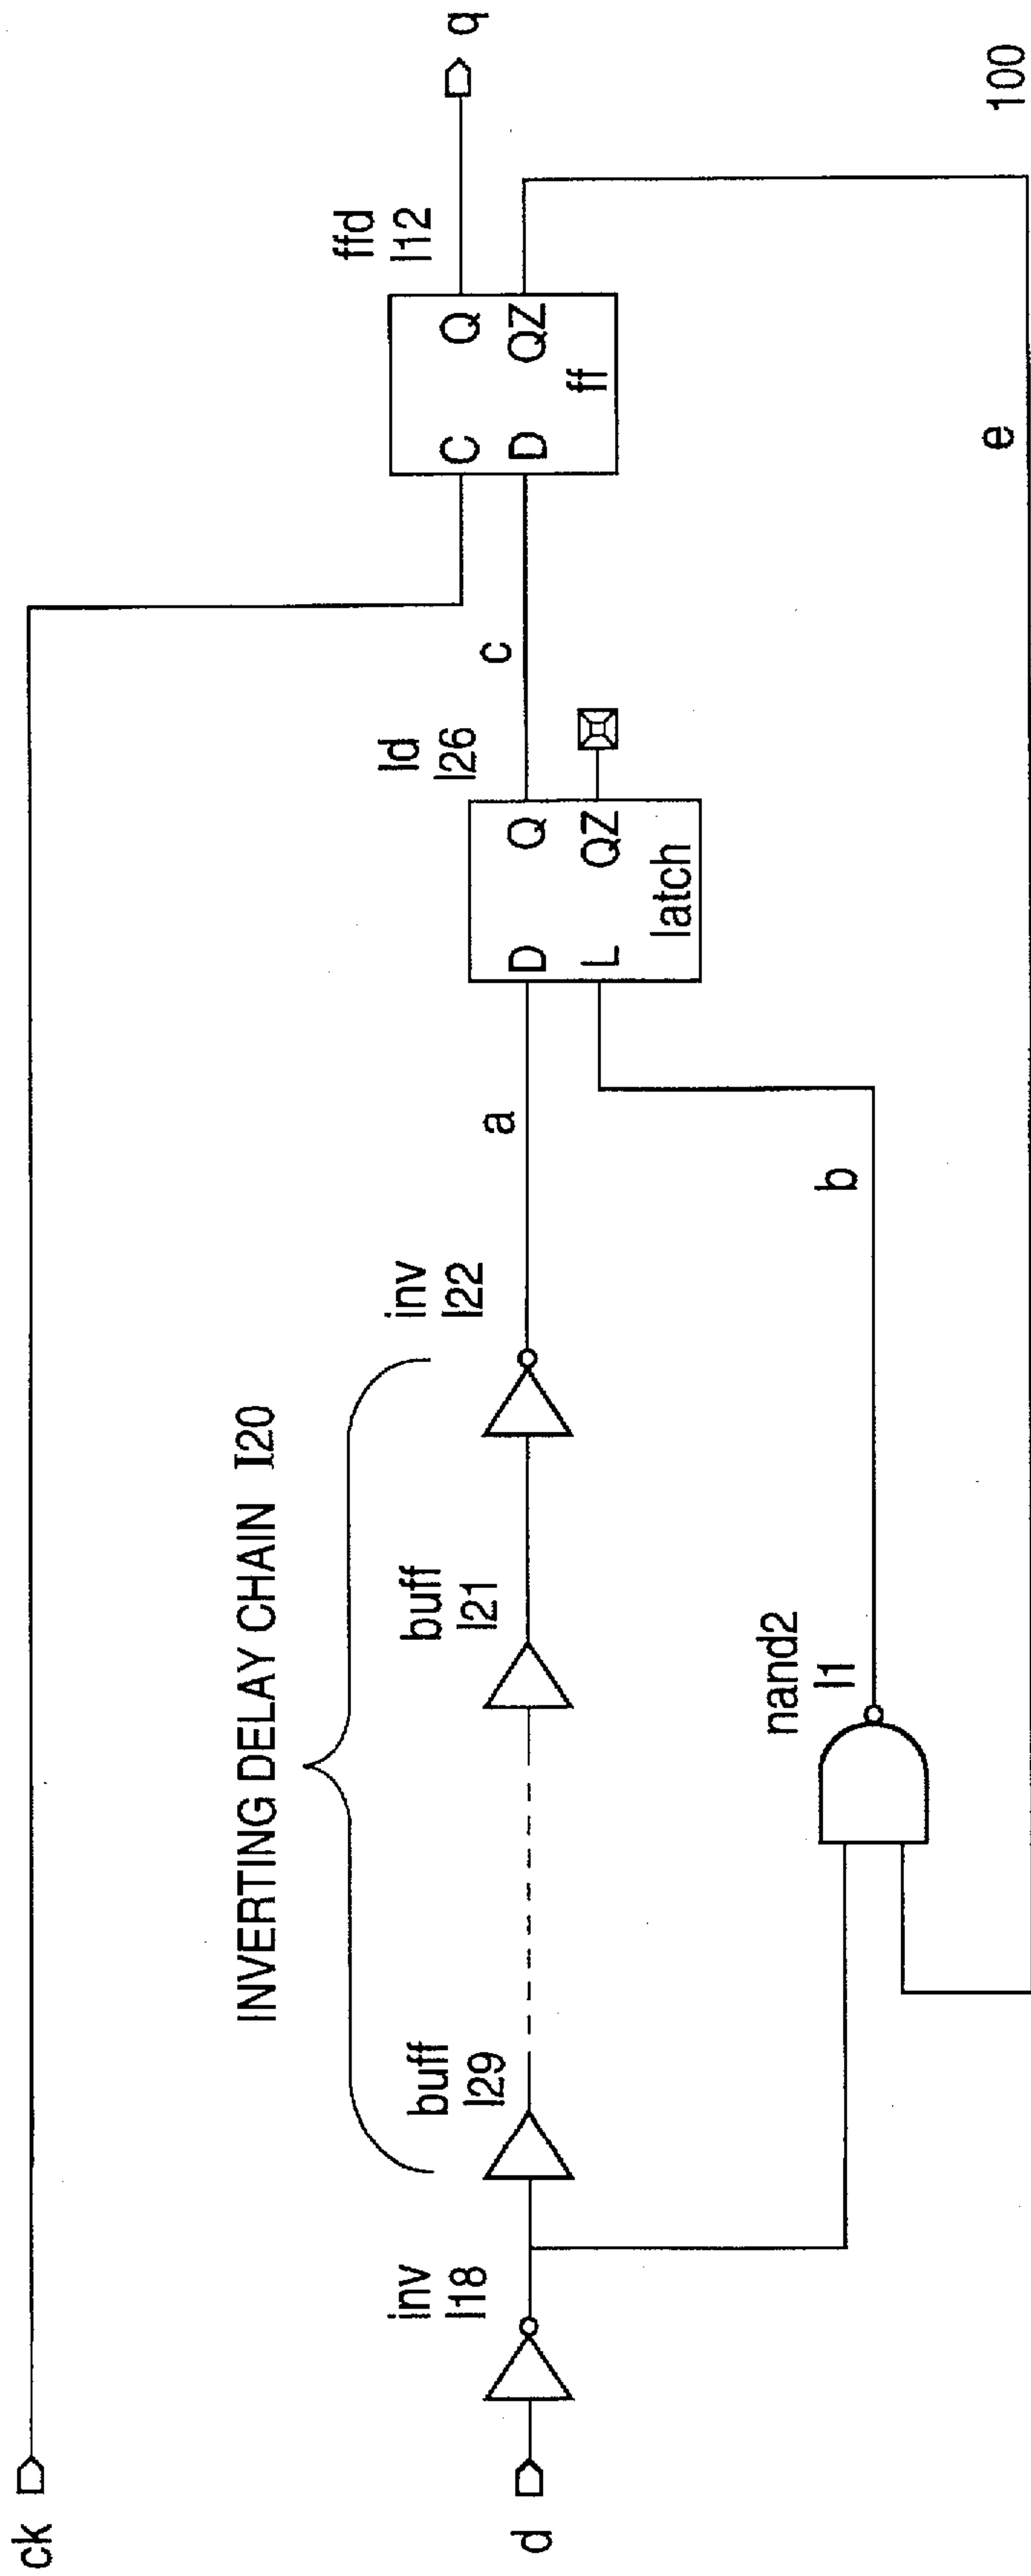 ck
INVERTING DELAY CHAIN I20
d
inv
I18
buff
I29
buff
I21
inv
I22
a
nand2
I1
b
ld
I26
D
Q
L
QZ
latch
c
ffd
I12
C
Q
D
QZ
ff
q
e
100